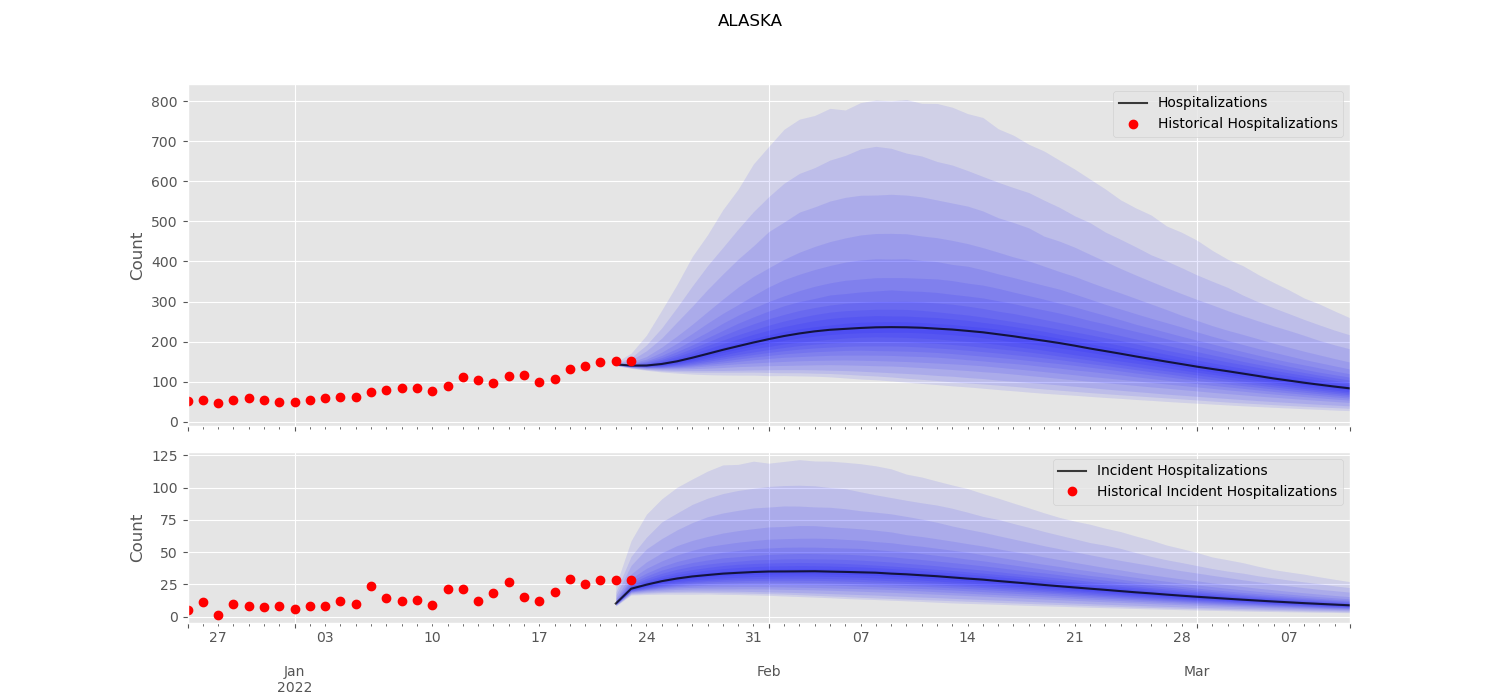 ALASKA
800
700
600
500
400
300
200
100
0
Count
Hospitalizations
Historical Hospitalizations
125
100
75
50
25
0
Count
Incident Hospitalizations
Historical Incident Hospitalizations
27 03 10 17 24 31 07 14 21 28 07
Jan Feb Mar
2022